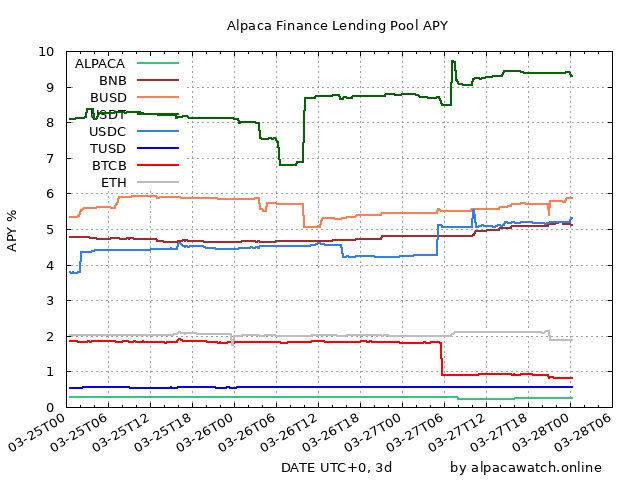 Alpaca Finance Lending Pool APY
10
9
8
7
6
5
4
3
2
1
0
APY %
ALPACA
BNB
BUSD
USDT
USDC
TUSD
BTCB
ETH
03-25T00
03-25T06
03-25T12
03-25T18
03-26T00
03-26T06
03-26T12
03-26T18
03-27T00
03-27T06
03-27T12
03-27T18
03-28T00
03-28T06
DATE UTC+0, 3d
by alpacawatch.online